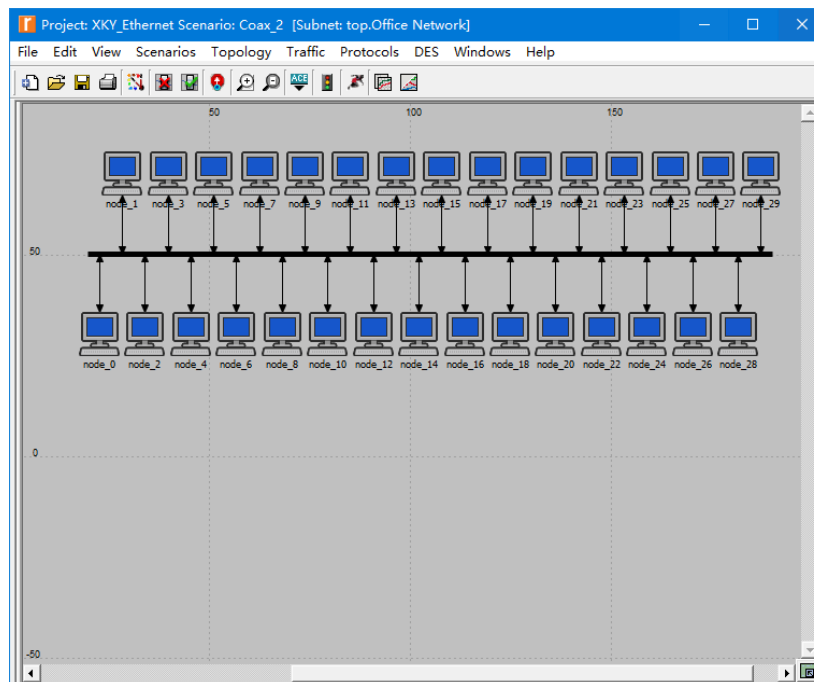 Project: XKY_Ethernet Scenario: Coax_2 [Subnet: top.Office Network]
File Edit View Scenarios Topology Traffic Protocols DES Windows Help
ACE
50 100 150
node_1 node_3 node_5 node_7 node_9 node_11 node_13 node_15 node_17 node_19 node_21 node_23 node_25 node_27 node_29
50
node_0 node_2 node_4 node_6 node_8 node_10 node_12 node_14 node_16 node_18 node_20 node_22 node_24 node_26 node_28
0
-50